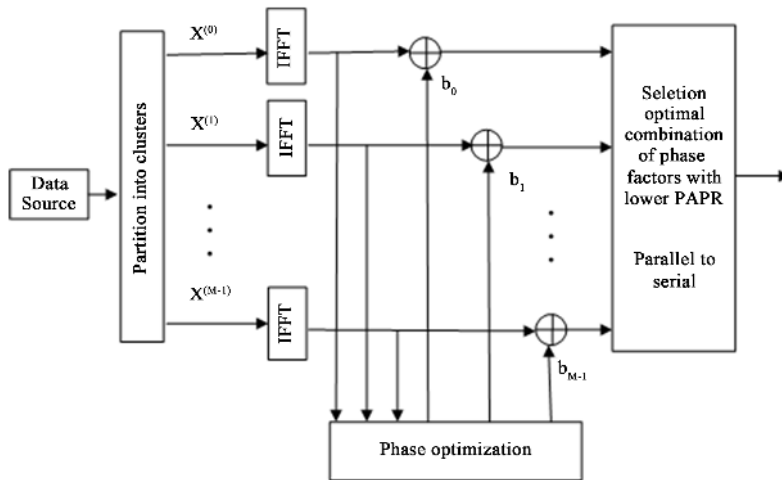 Data
Source
Partition into clusters
X(0)
IFFT
b0
X(1)
IFFT
b1
X(M-1)
IFFT
bM-1
Phase optimization
Seletion
optimal
combination
of phase
factors with
lower PAPR
Parallel to
serial